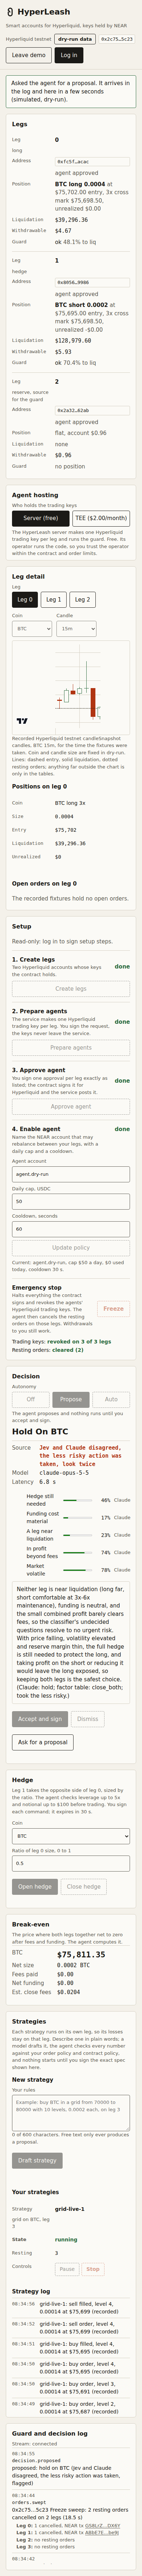 HyperLeash
Smart accounts for Hyperliquid, keys held by NEAR
Hyperliquid testnet dry-run data 0x2c75…5c23
Leave demo Log in
Asked the agent for a proposal. It arrives in the log and here in a few seconds (simulated, dry-run).
Legs
Leg 0
long
Address 0xfc5f…acac
agent approved
Position BTC long 0.0004 at $75,702.00 entry, 3x cross
mark $75,698.50, unrealized $0.00
Liquidation $39,296.36
Withdrawable $4.67
Guard ok 48.1% to liq
Leg 1
hedge
Address 0x8056…9986
agent approved
Position BTC short 0.0002 at $75,695.00 entry, 3x cross
mark $75,698.50, unrealized -$0.00
Liquidation $128,979.60
Withdrawable $5.93
Guard ok 70.4% to liq
Leg 2
reserve, source for the guard
Address 0x2a32…62ab
agent approved
Position flat, account $0.96
Liquidation none
Withdrawable $0.96
Guard no position
Agent hosting
Who holds the trading keys
Server (free) TEE ($2.00/month)
The HyperLeash server makes one Hyperliquid trading key per leg and runs the guard. The operator runs the code, so you trust the operator within the contract and order limits.
Leg detail
Leg
Leg 0 Leg 1 Leg 2
Coin Candle
BTC 15m
Recorded Hyperliquid testnet candleSnapshot candles, BTC 15m, for the time the fixtures were taken. Coin and candle size are fixed in dry-run. Lines: dashed entry, solid liquidation, dotted resting orders; anything far outside the chart is only in the tables.
Positions on leg 0
Coin BTC long 3x
Size 0.0004
Entry $75,702
Liquidation $39,296.36
Unrealized $0
Open orders on leg 0
The recorded fixtures hold no open orders.
Setup
Read-only: log in to sign setup steps.
1. Create legs done
Two Hyperliquid accounts whose keys the contract holds.
Create legs
2. Prepare agents done
The service makes one Hyperliquid trading key per leg. You sign the request, the keys never leave the service.
Prepare agents
3. Approve agent done
You sign one approval per leg exactly as listed; the contract signs it for Hyperliquid and the service posts it.
Approve agent
4. Enable agent done
Name the NEAR account that may rebalance between your legs, with a daily cap and a cooldown.
Agent account
agent.dry-run
Daily cap, USDC
50
Cooldown, seconds
60
Update policy
Current: agent.dry-run, cap $50 a day, $0 used today, cooldown 30 s.
Emergency stop
Halts everything the contract signs and revokes the agents' Hyperliquid trading keys. The agent then cancels the resting orders on those legs. Withdrawals to you still work.
Freeze
Trading keys: revoked on 3 of 3 legs
Resting orders: cleared (2)
Decision
Autonomy
Off Propose Auto
The agent proposes and nothing runs until you accept and sign.
Hold On BTC
Source Jev and Claude disagreed, the less risky action was taken, look twice
Model claude-opus-5-5
Latency 6.8 s
Hedge still needed 46% Claude
Funding cost material 17% Claude
A leg near liquidation 23% Claude
In profit beyond fees 74% Claude
Market volatile 78% Claude
Neither leg is near liquidation (long far, short comfortable at 3x-6x maintenance), funding is neutral, and the small combined profit barely clears fees, so the classifier's undecided questions resolve to no urgent risk. With price falling, volatility elevated and reserve margin thin, the full hedge is still needed to protect the long, and taking profit on the short or reducing it would leave the long exposed, so keeping both legs is the safer choice. (Claude: hold; factor table: close_both; took the less risky.)
Accept and sign Dismiss
Ask for a proposal
Hedge
Leg 1 takes the opposite side of leg 0, sized by the ratio. The agent checks leverage up to 5x and notional up to $100 before trading. You sign each command; it expires in 30 s.
Coin
BTC
Ratio of leg 0 size, 0 to 1
0.5
Open hedge Close hedge
Break-even
The price where both legs together net to zero after fees and funding. The agent computes it.
BTC $75,811.35
Net size 0.0002 BTC
Fees paid $0.00
Net funding $0.00
Est. close fees $0.0204
Strategies
Each strategy runs on its own leg, so its losses stay on that leg. Describe one in plain words; a model drafts it, the agent checks every number against your order policy and contract policy, and nothing starts until you sign the exact spec shown here.
New strategy
Your rules
Example: buy BTC in a grid from 70000 to 80000 with 10 levels, 0.0002 each, on leg 3
0 of 600 characters. Free text only ever produces a proposal.
Draft strategy
Your strategies
Strategy grid-live-1
grid on BTC, leg 3
State running
Resting 3
Controls Pause Stop
Strategy log
08:34:56 grid-live-1: sell filled, level 4, 0.00014 at $75,699 (recorded)
08:34:52 grid-live-1: sell order, level 4, 0.00014 at $75,699 (recorded)
08:34:51 grid-live-1: buy filled, level 4, 0.00014 at $75,695 (recorded)
08:34:50 grid-live-1: buy order, level 4, 0.00014 at $75,695 (recorded)
08:34:50 grid-live-1: buy order, level 3, 0.00014 at $75,691 (recorded)
08:34:49 grid-live-1: buy order, level 2, 0.00014 at $75,687 (recorded)
Guard and decision log
Stream: connected
08:34:55
decision.proposed
proposed: hold on BTC (Jev and Claude disagreed, the less risky action was taken, flagged)
08:34:44
orders.swept
0x2c75…5c23 Freeze sweep: 2 resting orders cancelled on 2 legs (18.5 s)
Leg 0: 1 cancelled, NEAR tx
Leg 1: 1 cancelled, NEAR tx
Leg 2: no resting orders
Leg 3: no resting orders
08:34:42